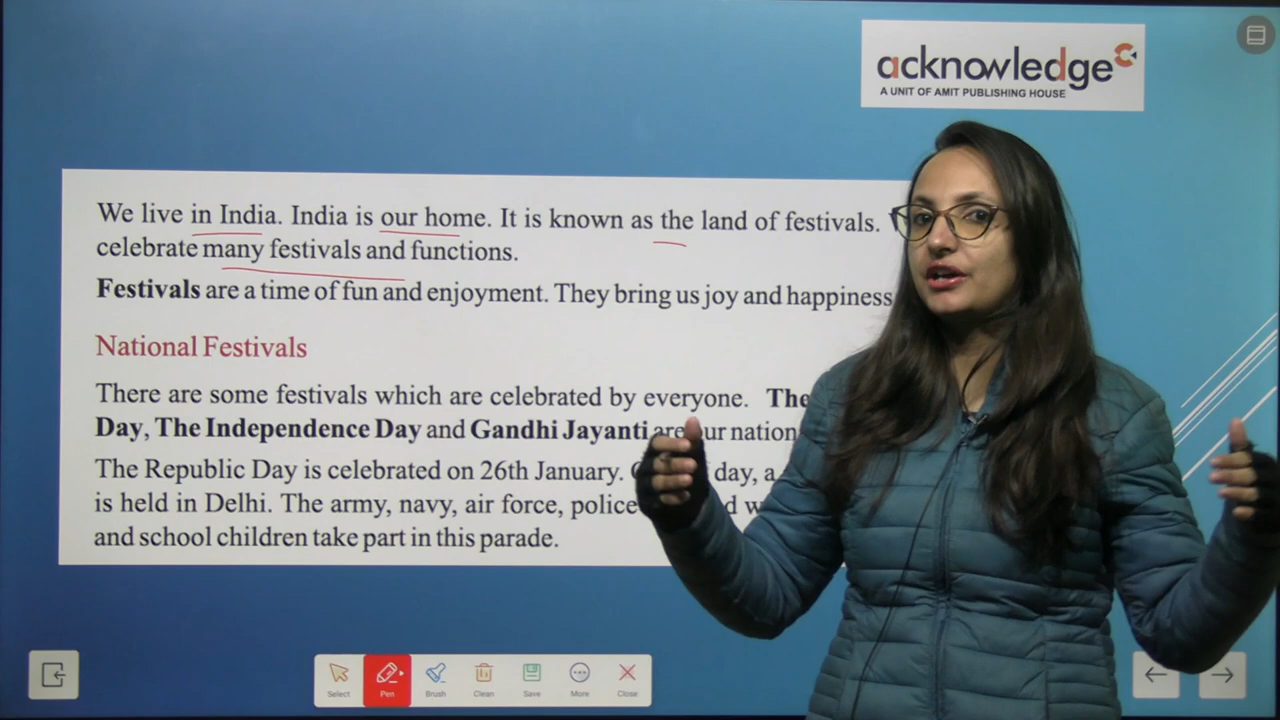 acknowledge
A UNIT OF AMIT PUBLISHING HOUSE
We live in India. India is our home. It is known as the land of festivals.
celebrate many festivals and functions.
Festivals are a time of fun and enjoyment. They bring us joy and happiness
National Festivals
There are some festivals which are celebrated by everyone. The
Day, The Independence Day and Gandhi Jayanti are our nation
The Republic Day is celebrated on 26th January. day, a
is held in Delhi. The army, navy, air force, police
and school children take part in this parade.
Select Pen Brush Clean Save More Close